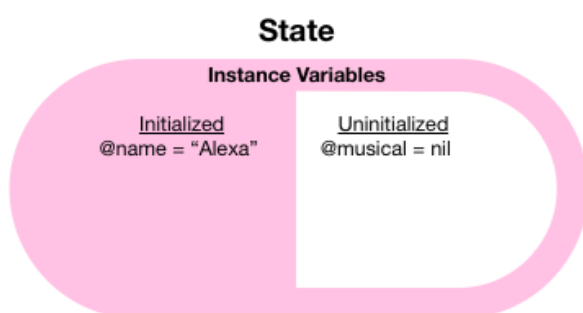 State
Instance Variables
Initialized
@name = “Alexa”
Uninitialized
@musical = nil